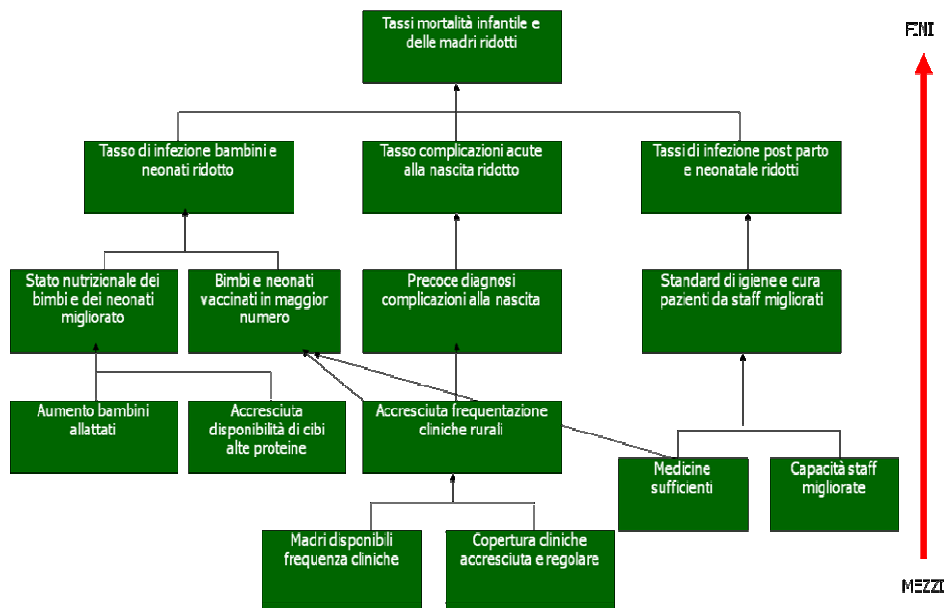 Tassi mortalità infantile e
delle madri ridotti
FINI
Tasso di infezione bambini e
neonati ridotto
Tasso complicazioni acute
alla nascita ridotto
Tassi di infezione post parto
e neonatale ridotti
Stato nutrizionale dei
bimbi e dei neonati
migliorato
Bimbi e neonati
vaccinati in maggior
numero
Precoce diagnosi
complicazioni alla nascita
Standard di igiene e cura
pazienti da staff migliorati
Aumento bambini
allattati
Accresciuta
disponibilità di cibi
alte proteine
Accresciuta frequentazione
cliniche rurali
Medicine
sufficienti
Capacità staff
migliorate
Madri disponibili
frequenza cliniche
Copertura cliniche
accresciuta e regolare
MEZZI